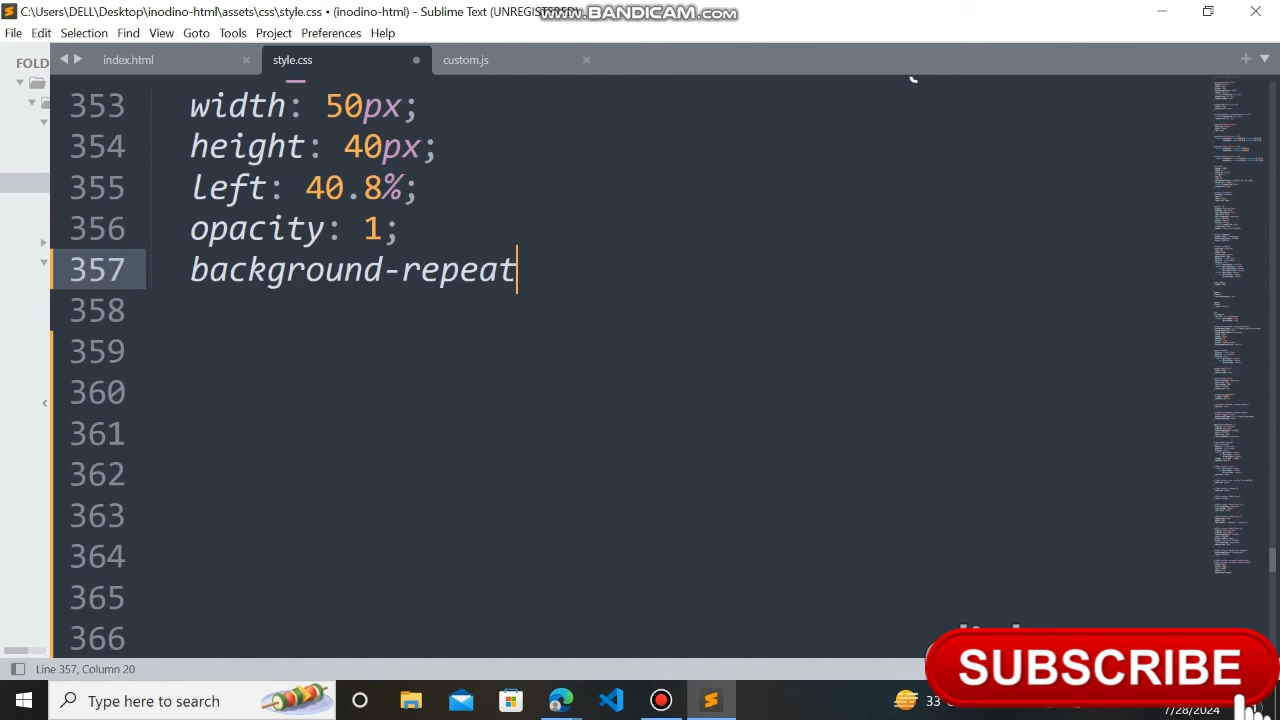 C:\Users\DELL\Desktop\inodino-html\assets\css\style.css • (inodino-html) - Sublime Text (UNREGISTERED)
www.BANDICAM.com
File Edit Selection Find View Goto Tools Project Preferences Help
FOLD
index.html
style.css
custom.js
353 width: 50px;
354 height: 40px;
355 left: 40.8%;
356 opacity: 1;
357 background-repeat
358
359
360
361
362
363
364
365
366
Line 357, Column 20
SUBSCRIBE
Type here to search
33
7/28/2024